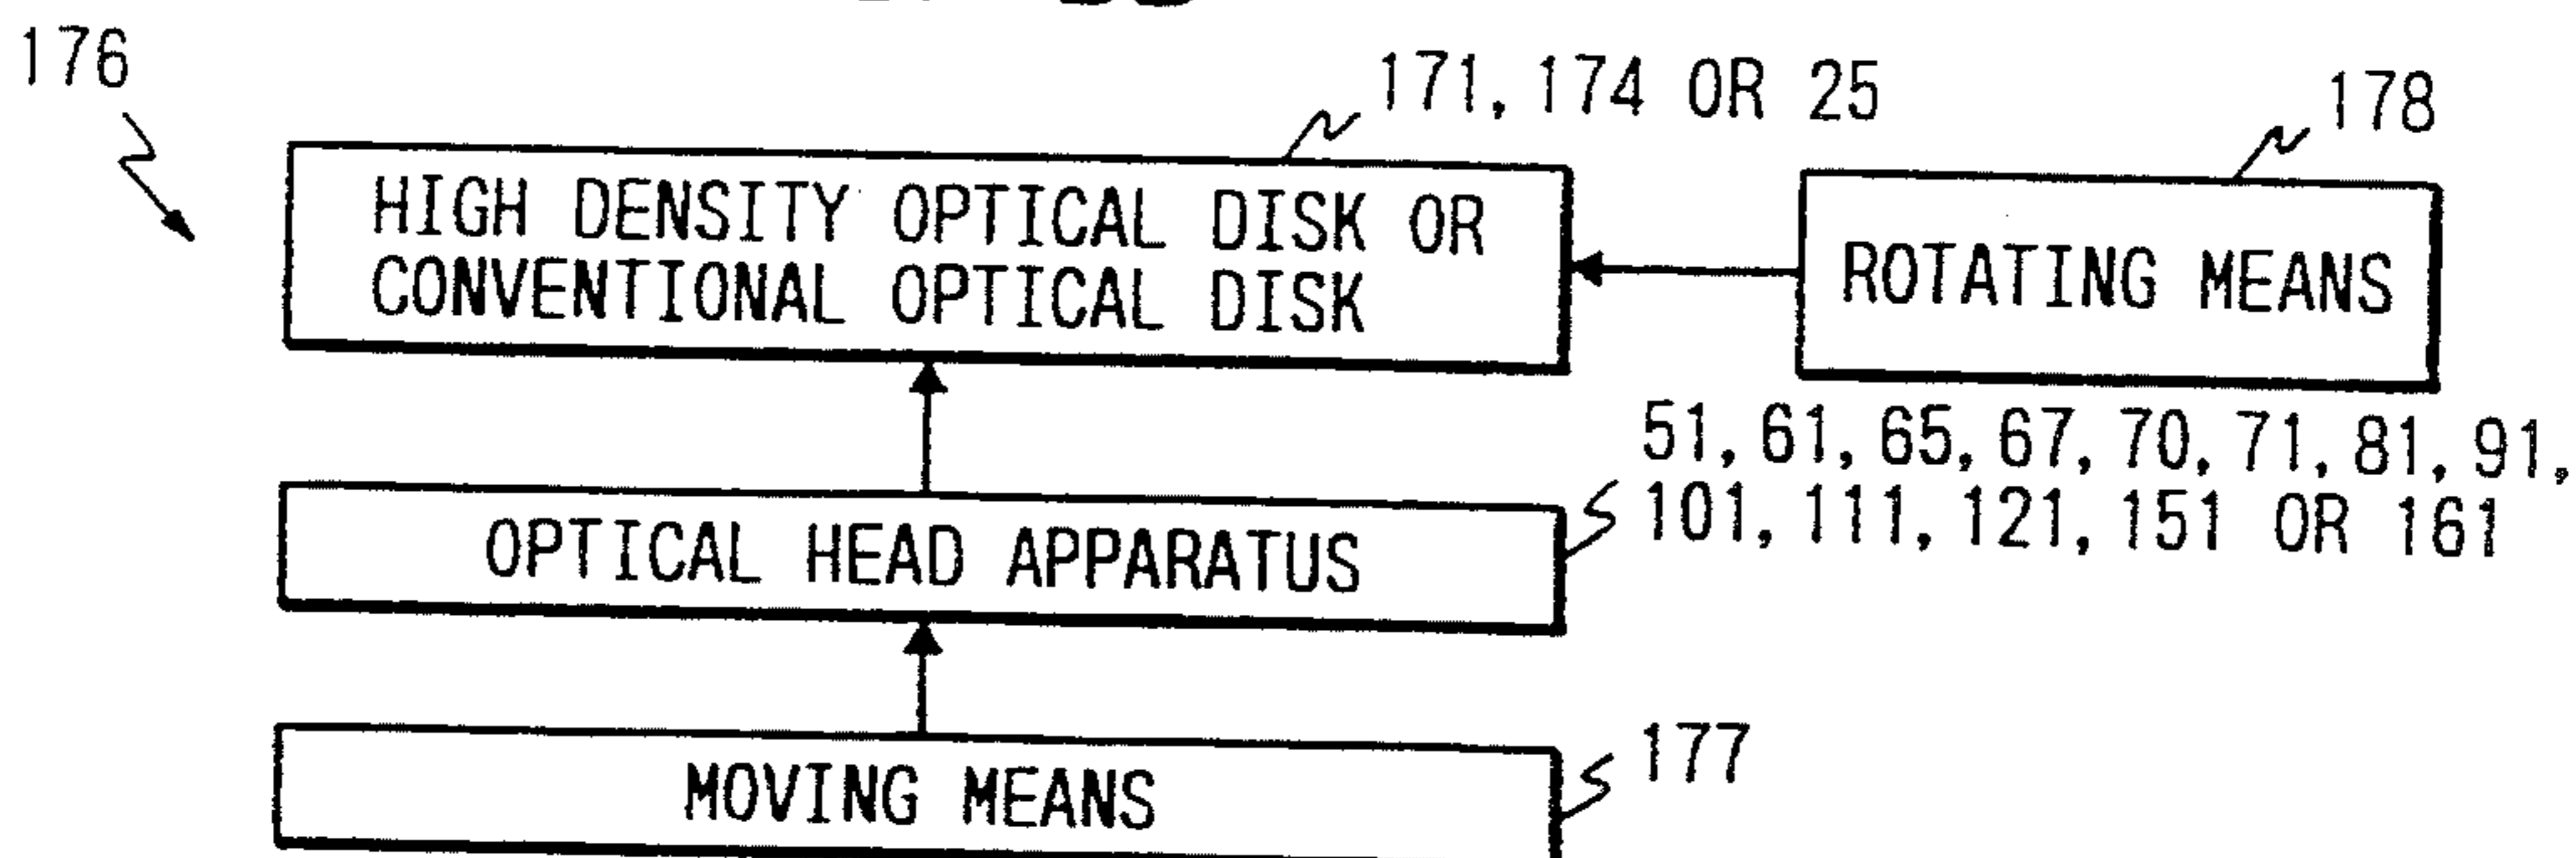 176
171, 174 OR 25
178
HIGH DENSITY OPTICAL DISK OR
CONVENTIONAL OPTICAL DISK
ROTATING MEANS
51, 61, 65, 67, 70, 71, 81, 91,
101, 111, 121, 151 OR 161
OPTICAL HEAD APPARATUS
177
MOVING MEANS